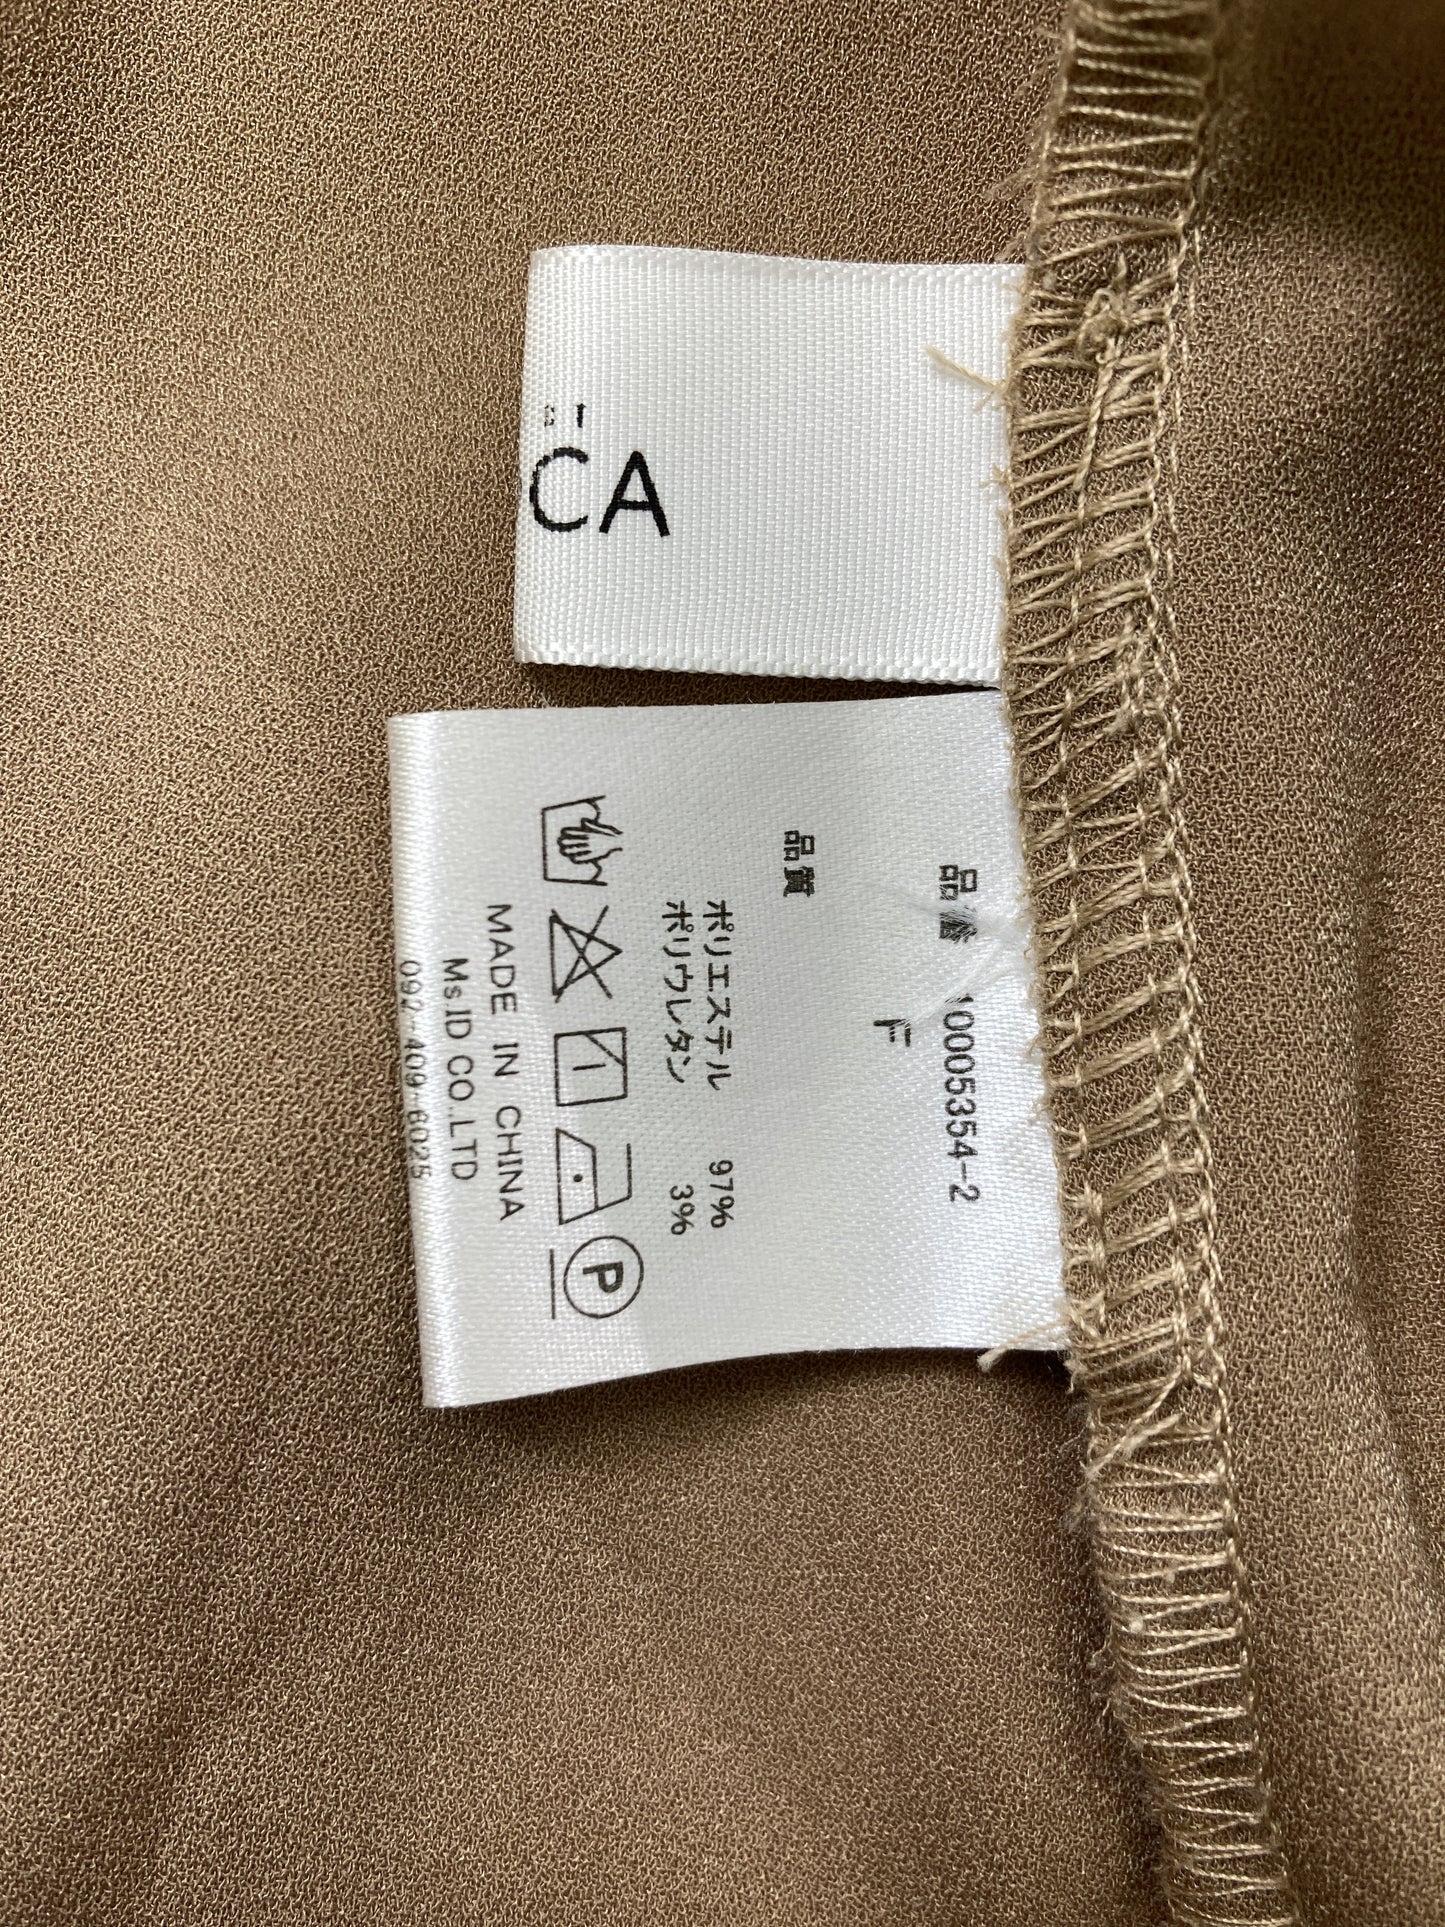 CA
品番 10005354-2
F
品質
ポリエステル 97%
ポリウレタン 3%
P
MADE IN CHINA
Ms.ID CO.,LTD
092-409-6025